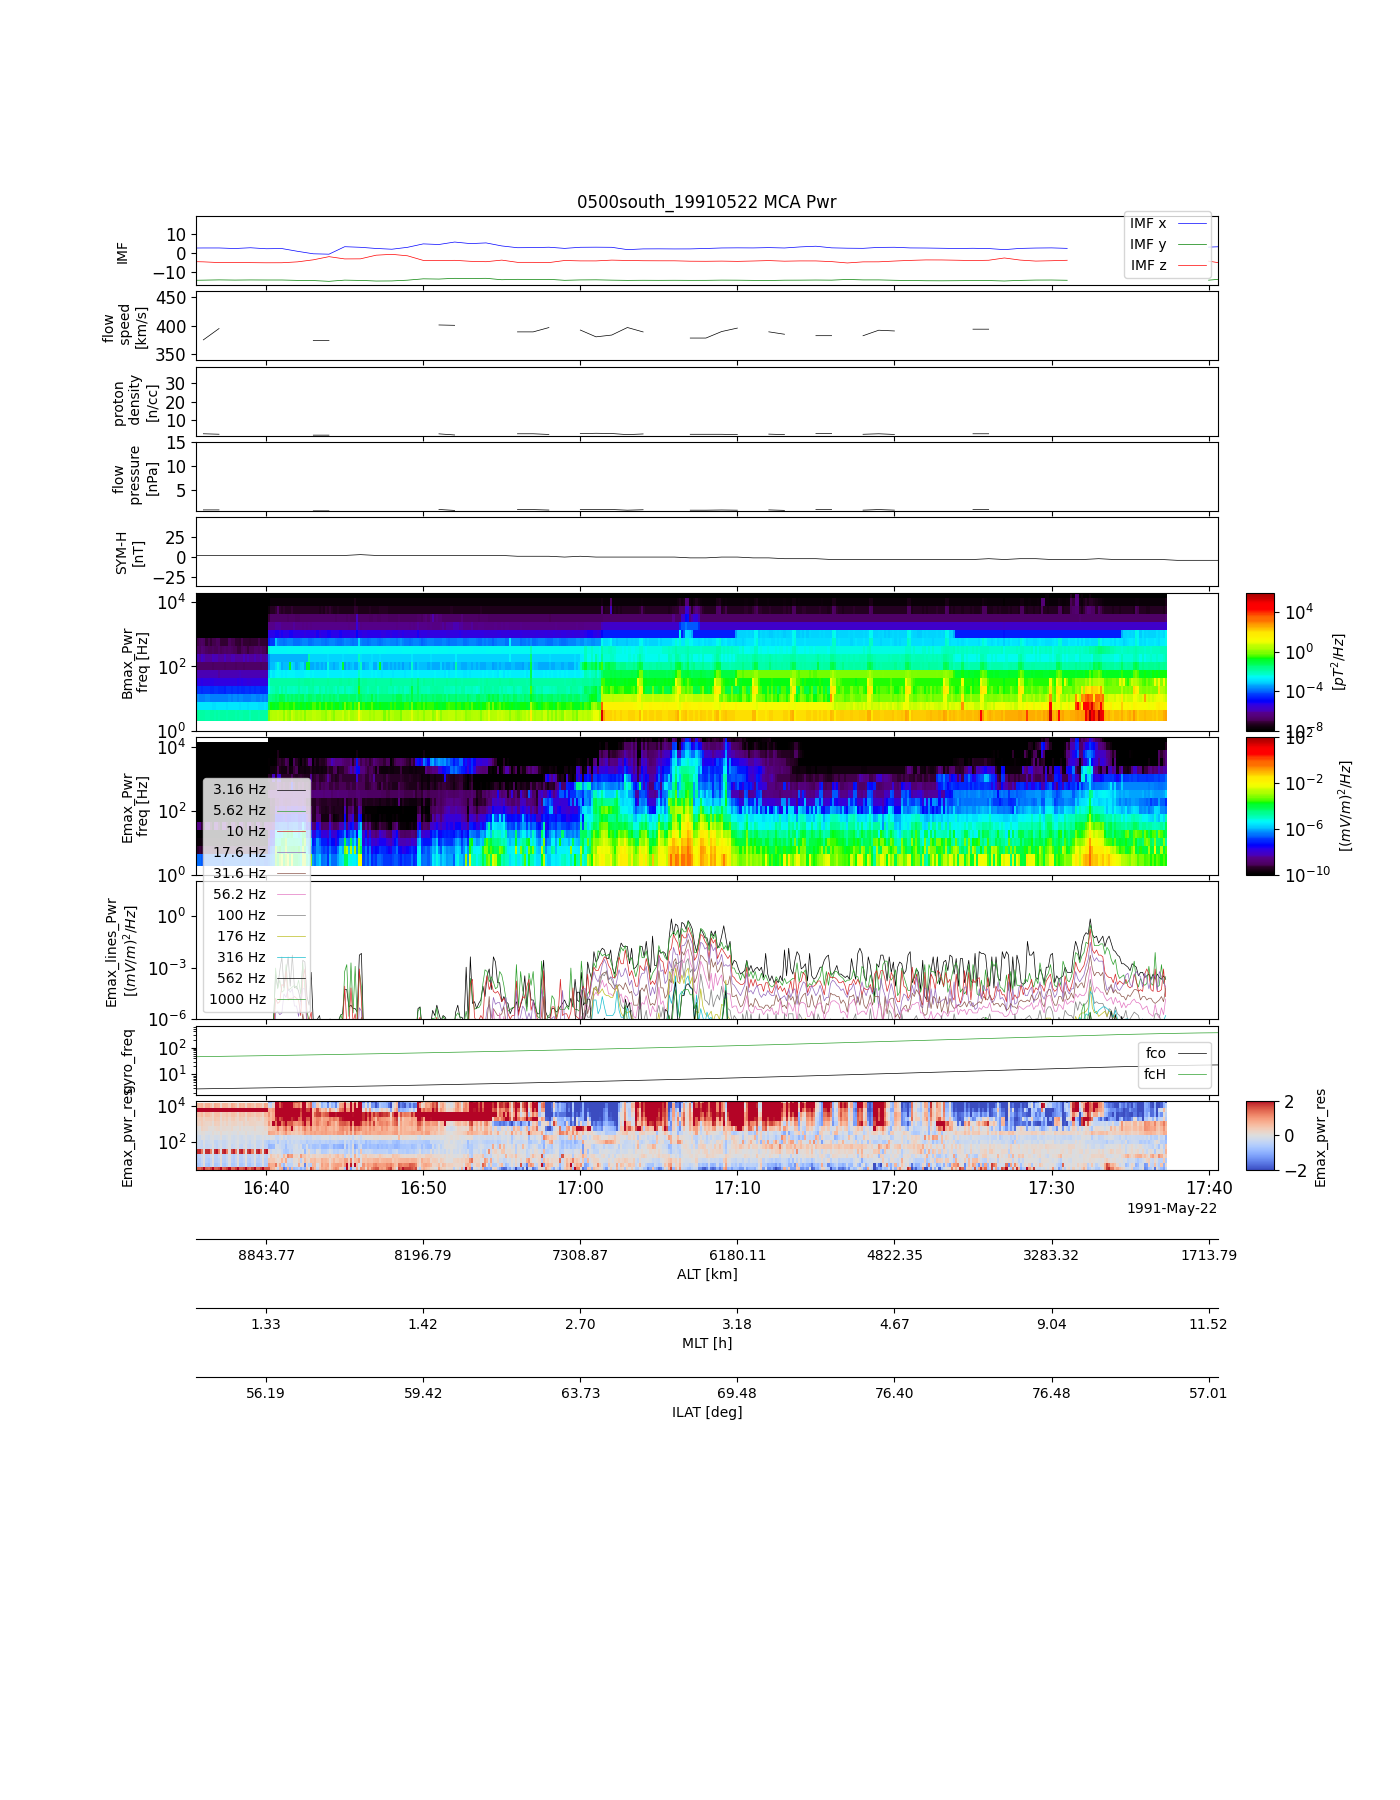 0500south_19910522 MCA Pwr
IMF
10
0
−10
IMF x
IMF y
IMF z
flow
speed
[km/s]
450
400
350
proton
density
[n/cc]
30
20
10
flow
pressure
[nPa]
15
10
5
SYM-H
[nT]
25
0
−25
Bmax_Pwr
freq [Hz]
10^4
10^2
10^0
10^4
10^0
10^−4
10^−8
[pT^2/Hz]
Emax_Pwr
freq [Hz]
10^4
10^2
10^0
10^2
10^−2
10^−6
10^−10
[(mV/m)^2/Hz]
3.16 Hz
5.62 Hz
10 Hz
17.6 Hz
31.6 Hz
56.2 Hz
100 Hz
176 Hz
316 Hz
562 Hz
1000 Hz
Emax_lines_Pwr
[(mV/m)^2/Hz]
10^0
10^−3
10^−6
gyro_freq
10^2
10^1
fco
fcH
Emax_pwr_res
10^4
10^2
2
0
−2
Emax_pwr_res
16:40 16:50 17:00 17:10 17:20 17:30 17:40
1991-May-22
8843.77 8196.79 7308.87 6180.11 4822.35 3283.32 1713.79
ALT [km]
1.33 1.42 2.70 3.18 4.67 9.04 11.52
MLT [h]
56.19 59.42 63.73 69.48 76.40 76.48 57.01
ILAT [deg]